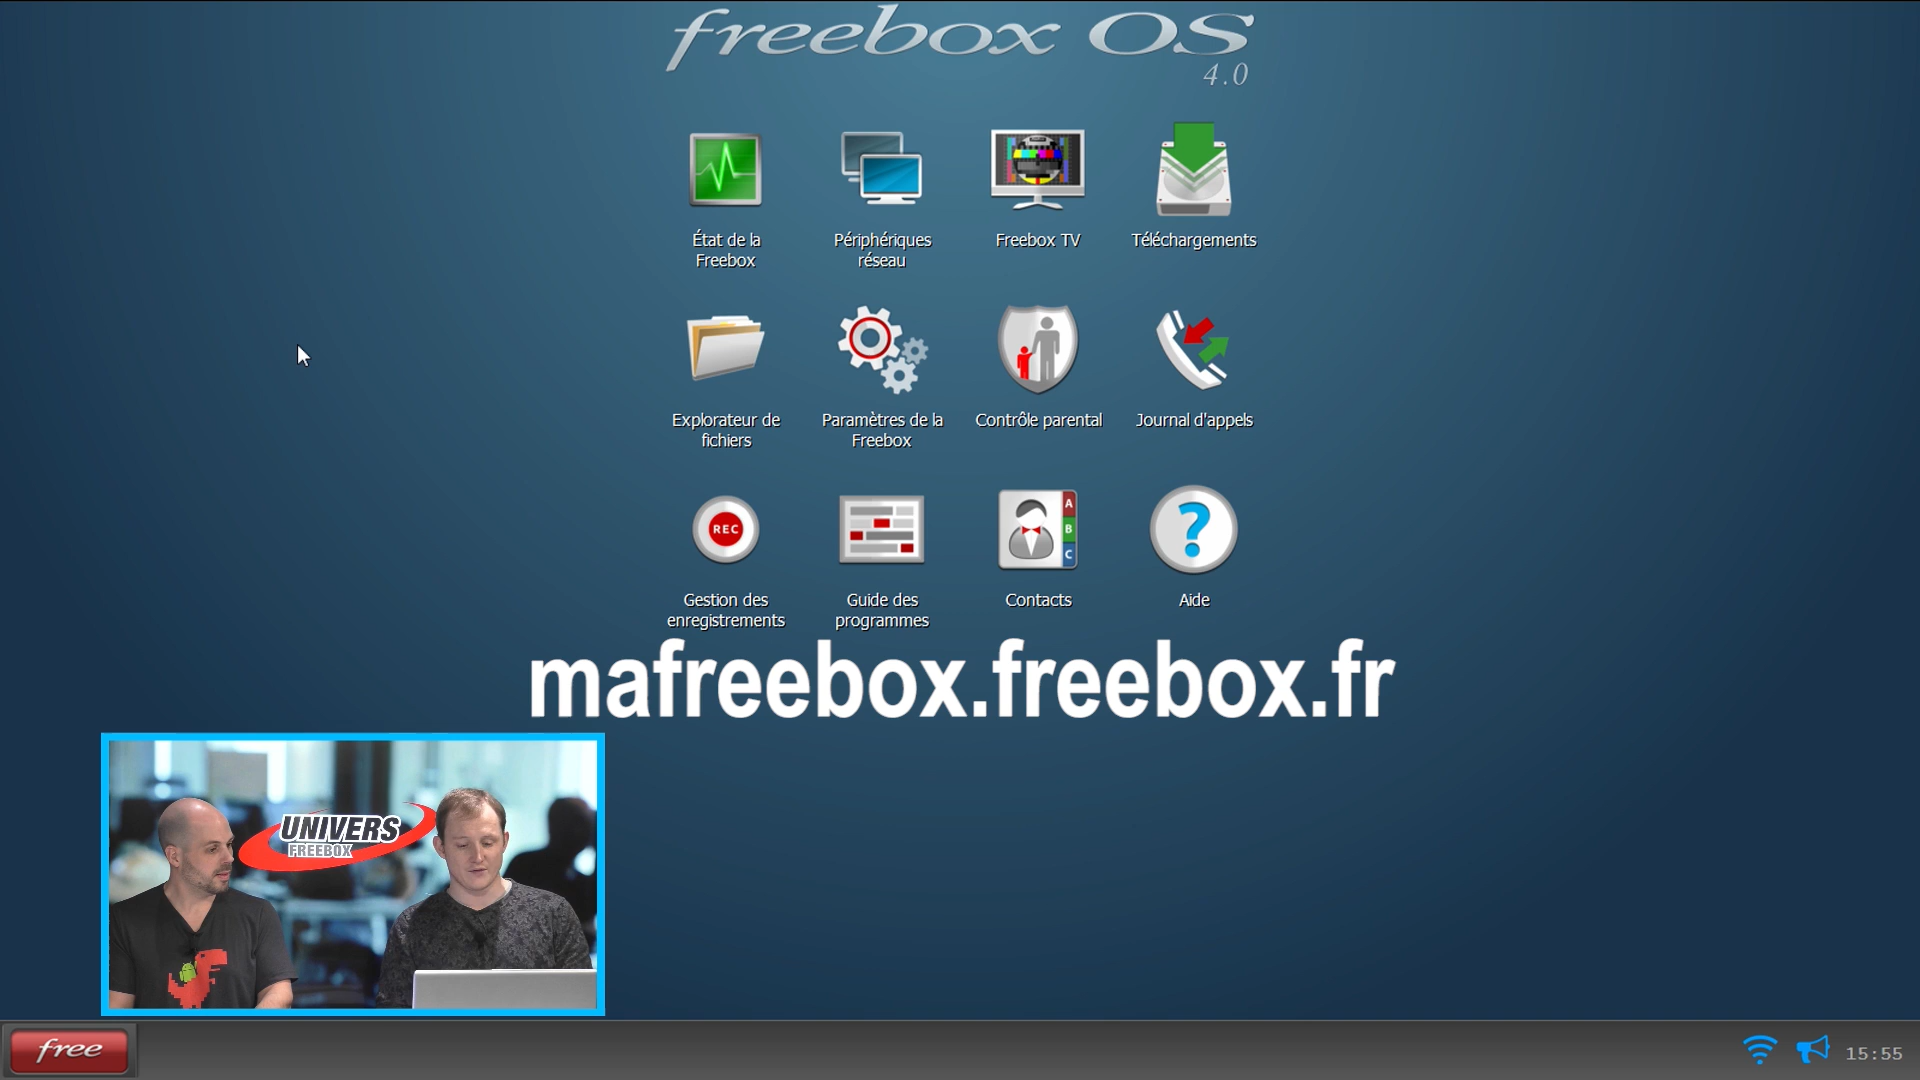 freebox OS
4.0
État de la
Freebox
Périphériques
réseau
Freebox TV
Téléchargements
Explorateur de
fichiers
Paramètres de la
Freebox
Contrôle parental
Journal d'appels
REC
A
B
C
Gestion des
enregistrements
Guide des
programmes
Contacts
Aide
mafreebox.freebox.fr
UNIVERS
FREEBOX
free
15:55